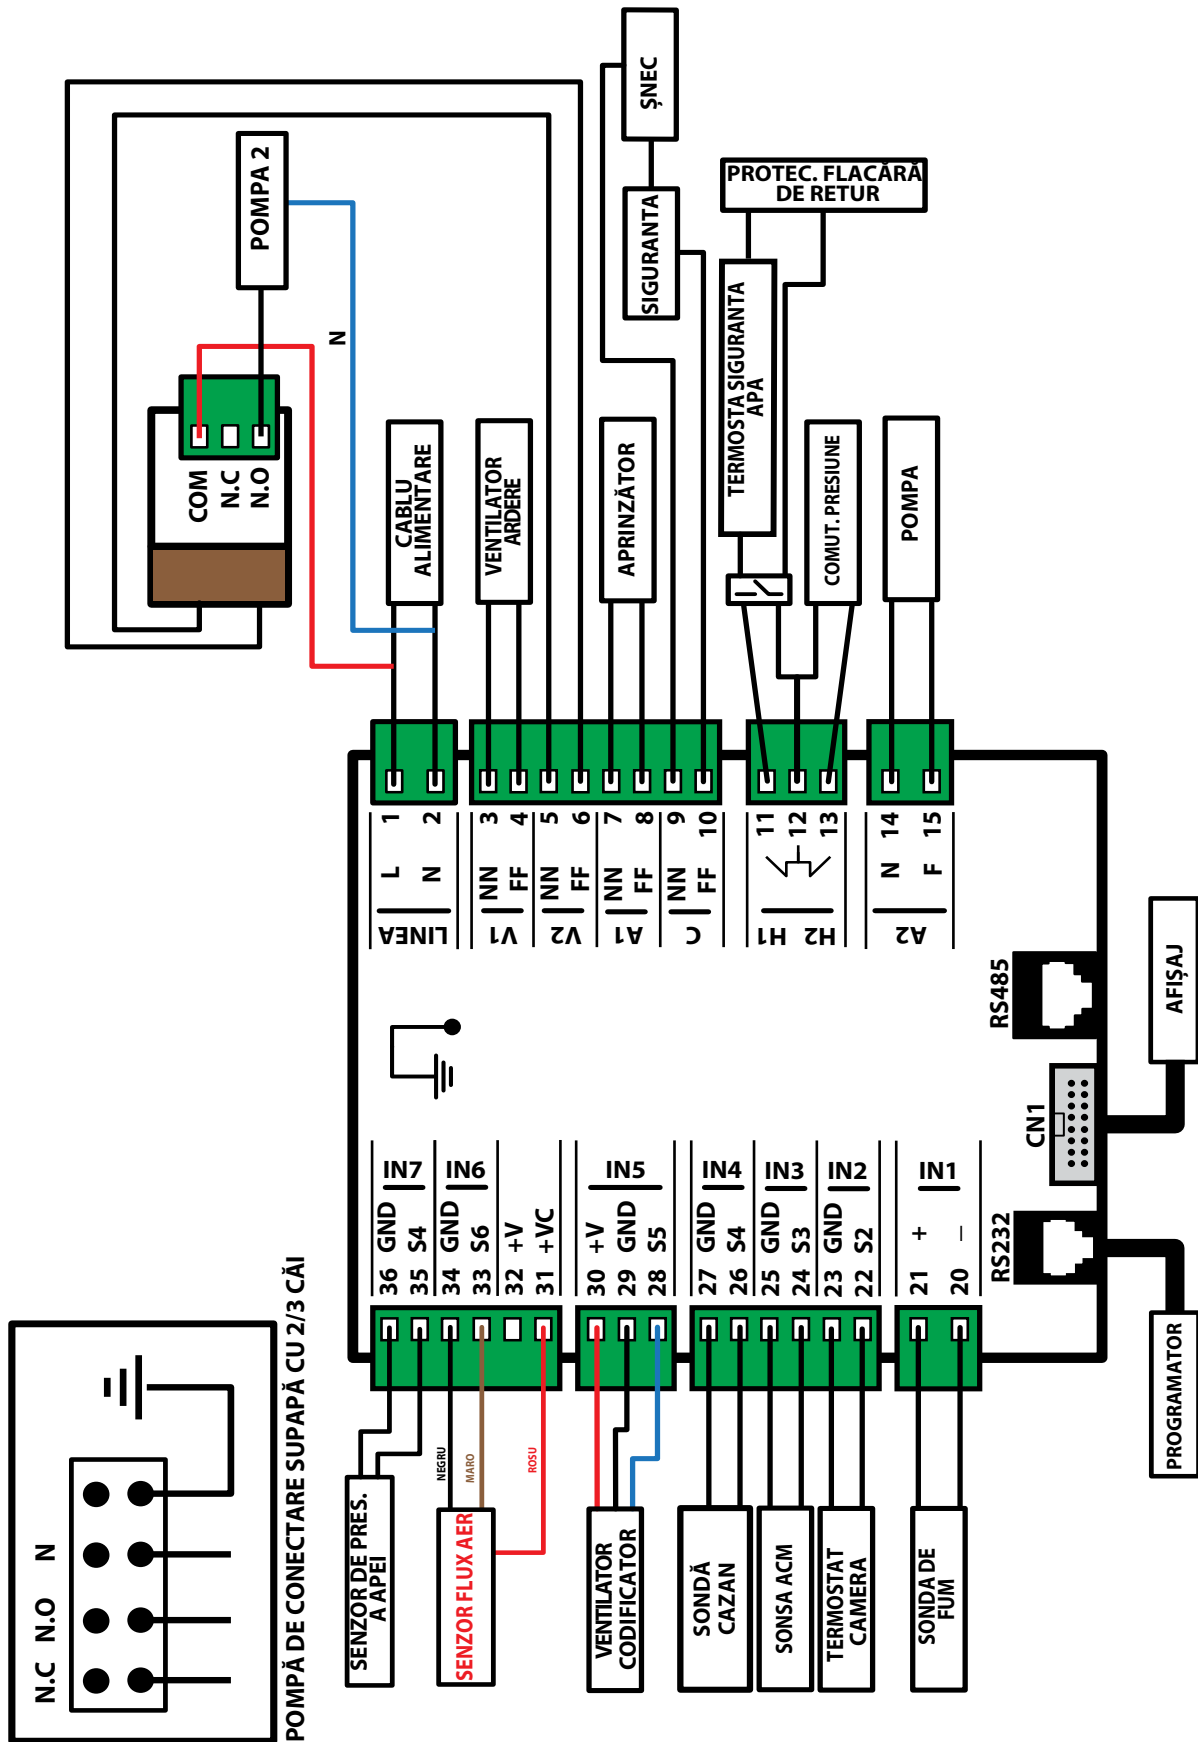 ȘNEC
SIGURANTA
POMPA 2
N
PROTEC. FLACĂRĂ
DE RETUR
TERMOSTA SIGURANTA
APA
COM
N.C
N.O
CABLU
ALIMENTARE
VENTILATOR
ARDERE
APRINZĂTOR
COMUT. PRESIUNE
POMPA
1
2
3
4
5
6
7
8
9
10
11
12
13
14
15
L
N
NN
FF
NN
FF
NN
FF
NN
FF
N
F
LINEA
V1
V2
A1
C
H1
H2
A2
RS485
AFIȘAJ
CN1
RS232
PROGRAMATOR
IN7
IN6
IN5
IN4
IN3
IN2
IN1
36 GND
35 S4
34 GND
33 S6
32 +V
31 +VC
30 +V
29 GND
28 S5
27 GND
26 S4
25 GND
24 S3
23 GND
22 S2
21 +
20 –
NEGRU
MARO
ROSU
SENZOR DE PRES.
A APEI
SENZOR FLUX AER
VENTILATOR
CODIFICATOR
SONDĂ
CAZAN
SONSA ACM
TERMOSTAT
CAMERA
SONDA DE
FUM
N.C N.O N
POMPĂ DE CONECTARE SUPAPĂ CU 2/3 CĂI